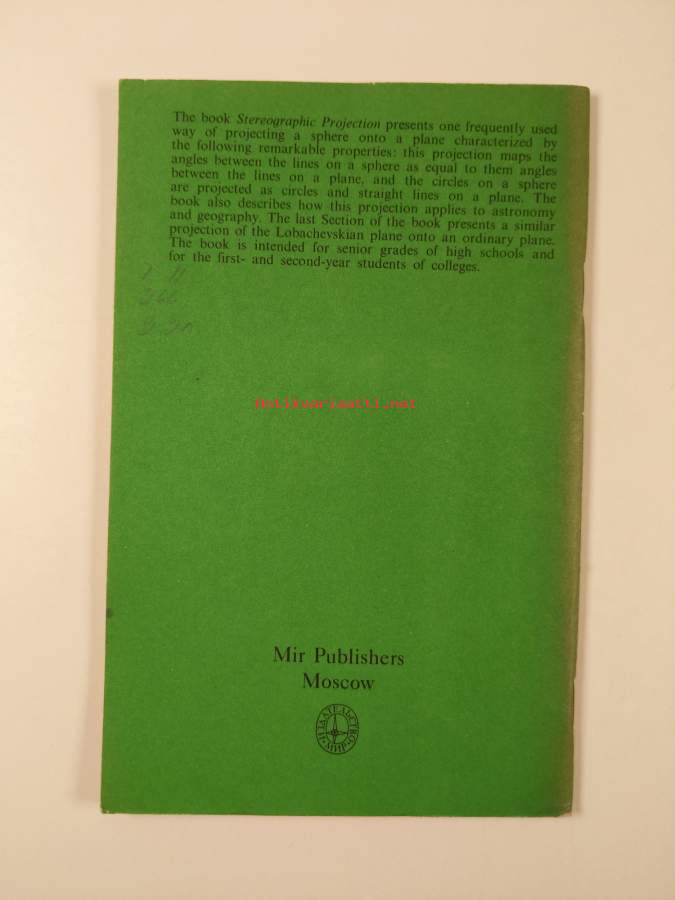 The book Stereographic Projection presents one frequently used
way of projecting a sphere onto a plane characterized by
the following remarkable properties: this projection maps the
angles between the lines on a sphere as equal to them angles
between the lines on a plane, and the circles on a sphere
are projected as circles and straight lines on a plane. The
book also describes how this projection applies to astronomy
and geography. The last Section of the book presents a similar
projection of the Lobachevskian plane onto an ordinary plane.
The book is intended for senior grades of high schools and
for the first- and second-year students of colleges.
antikvariaatti.net
Mir Publishers
Moscow
ИЗДАТЕЛЬСТВО
МИР